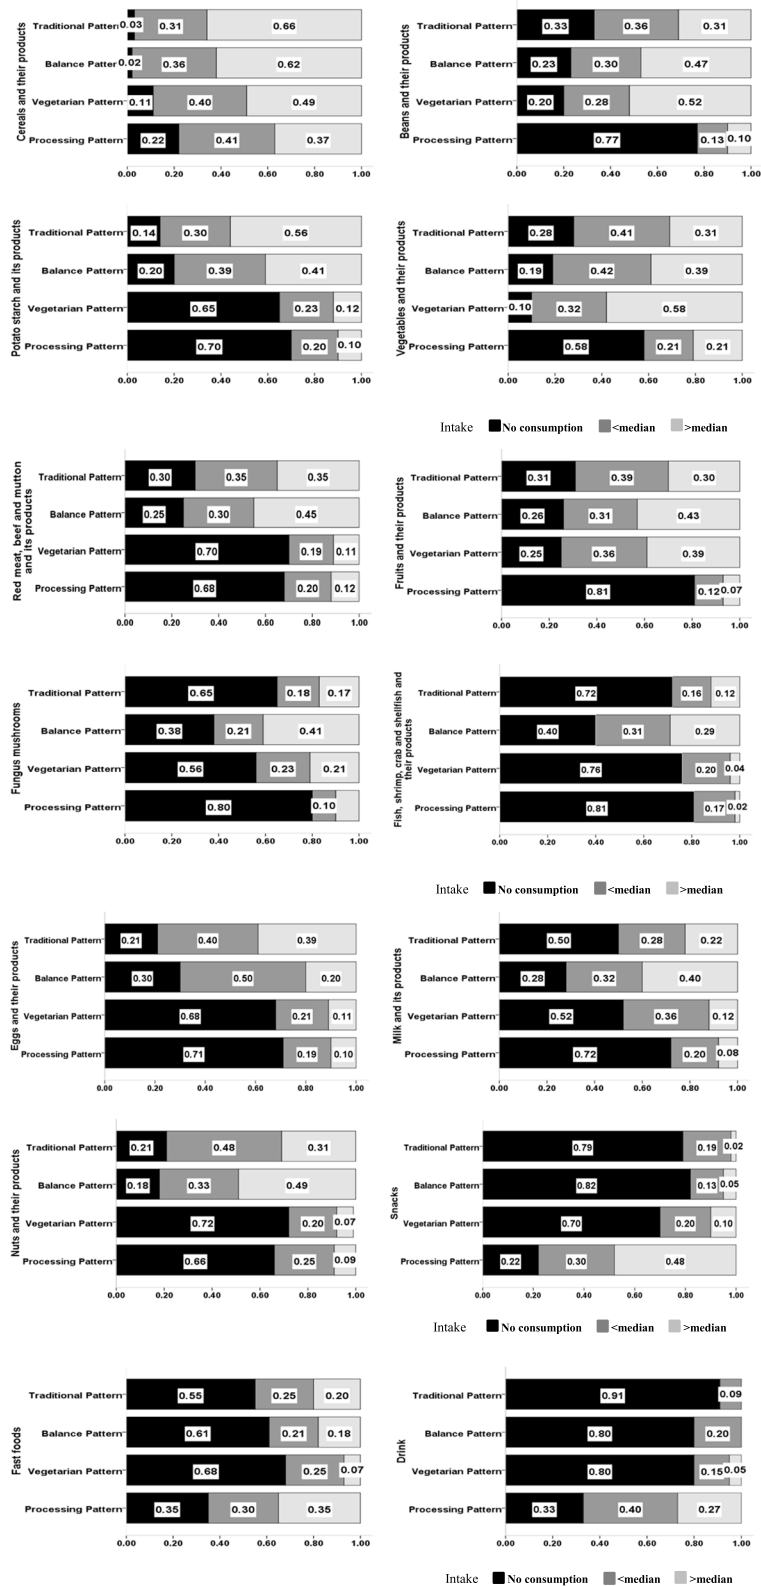 Cereals and their products
Traditional Pattern 0.03 0.31 0.66
Balance Patter 0.02 0.36 0.62
Vegetarian Pattern 0.11 0.40 0.49
Processing Pattern 0.22 0.41 0.37
0.00 0.20 0.40 0.60 0.80 1.00
Beans and their products
Traditional Pattern 0.33 0.36 0.31
Balance Pattern 0.23 0.30 0.47
Vegetarian Pattern 0.20 0.28 0.52
Processing Pattern 0.77 0.13 0.10
0.00 0.20 0.40 0.60 0.80 1.00
Potato starch and its products
Traditional Pattern 0.14 0.30 0.56
Balance Pattern 0.20 0.39 0.41
Vegetarian Pattern 0.65 0.23 0.12
Processing Pattern 0.70 0.20 0.10
0.00 0.20 0.40 0.60 0.80 1.00
Vegetables and their products
Traditional Pattern 0.28 0.41 0.31
Balance Pattern 0.19 0.42 0.39
Vegetarian Pattern 0.10 0.32 0.58
Processing Pattern 0.58 0.21 0.21
0.00 0.20 0.40 0.60 0.80 1.00
Intake No consumption <median >median
Red meat, beef and mutton
and its products
Traditional Pattern 0.30 0.35 0.35
Balance Pattern 0.25 0.30 0.45
Vegetarian Pattern 0.70 0.19 0.11
Processing Pattern 0.68 0.20 0.12
0.00 0.20 0.40 0.60 0.80 1.00
Fruits and their products
Traditional Pattern 0.31 0.39 0.30
Balance Pattern 0.26 0.31 0.43
Vegetarian Pattern 0.25 0.36 0.39
Processing Pattern 0.81 0.12 0.07
0.00 0.20 0.40 0.60 0.80 1.00
Fungus mushrooms
Traditional Pattern 0.65 0.18 0.17
Balance Pattern 0.38 0.21 0.41
Vegetarian Pattern 0.56 0.23 0.21
Processing Pattern 0.80 0.10
0.00 0.20 0.40 0.60 0.80 1.00
Fish, shrimp, crab and shellfish and
their products
Traditional Pattern 0.72 0.16 0.12
Balance Pattern 0.40 0.31 0.29
Vegetarian Pattern 0.76 0.20 0.04
Processing Pattern 0.81 0.17 0.02
0.00 0.20 0.40 0.60 0.80 1.00
Intake No consumption <median >median
Eggs and their products
Traditional Pattern 0.21 0.40 0.39
Balance Pattern 0.30 0.50 0.20
Vegetarian Pattern 0.68 0.21 0.11
Processing Pattern 0.71 0.19 0.10
0.00 0.20 0.40 0.60 0.80 1.00
Milk and its products
Traditional Pattern 0.50 0.28 0.22
Balance Pattern 0.28 0.32 0.40
Vegetarian Pattern 0.52 0.36 0.12
Processing Pattern 0.72 0.20 0.08
0.00 0.20 0.40 0.60 0.80 1.00
Nuts and their products
Traditional Pattern 0.21 0.48 0.31
Balance Pattern 0.18 0.33 0.49
Vegetarian Pattern 0.72 0.20 0.07
Processing Pattern 0.66 0.25 0.09
0.00 0.20 0.40 0.60 0.80 1.00
Snacks
Traditional Pattern 0.79 0.19 0.02
Balance Pattern 0.82 0.13 0.05
Vegetarian Pattern 0.70 0.20 0.10
Processing Pattern 0.22 0.30 0.48
0.00 0.20 0.40 0.60 0.80 1.00
Intake No consumption <median >median
Fast foods
Traditional Pattern 0.55 0.25 0.20
Balance Pattern 0.61 0.21 0.18
Vegetarian Pattern 0.68 0.25 0.07
Processing Pattern 0.35 0.30 0.35
0.00 0.20 0.40 0.60 0.80 1.00
Drink
Traditional Pattern 0.91 0.09
Balance Pattern 0.80 0.20
Vegetarian Pattern 0.80 0.15 0.05
Processing Pattern 0.33 0.40 0.27
0.00 0.20 0.40 0.60 0.80 1.00
Intake No consumption <median >median